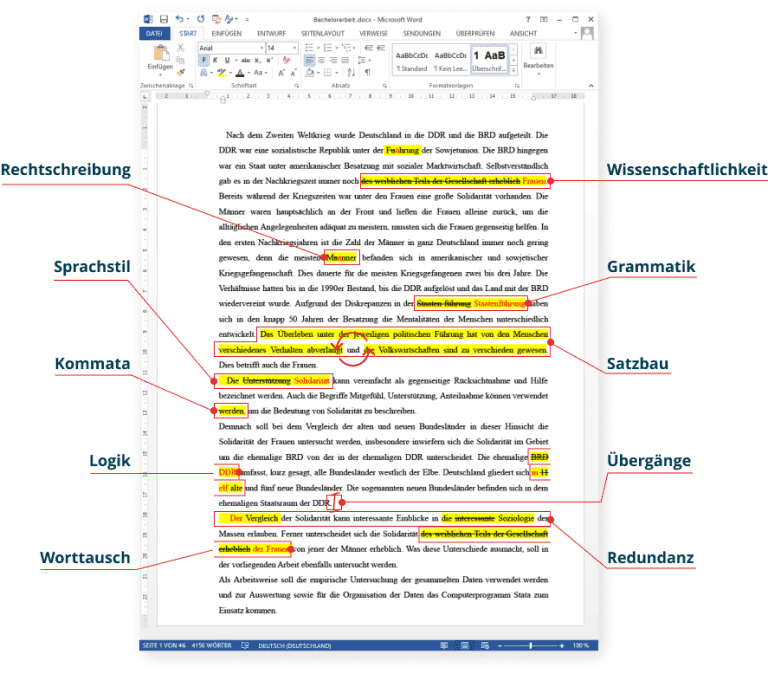 Bachelorarbeit.docx - Microsoft Word
DATEI START EINFÜGEN ENTWURF SEITENLAYOUT VERWEISE SENDUNGEN ÜBERPRÜFEN ANSICHT
Einfügen
Arial 14
F K U abc x, x²
AaBbCcDc AaBbCcDc 1 AaB
¶ Standard ¶ Kein Lee... Überschrif...
Bearbeiten
Zwischenablage Schriftart Absatz Formatvorlagen
Rechtschreibung
Sprachstil
Kommata
Logik
Worttausch
Nach dem Zweiten Weltkrieg wurde Deutschland in die DDR und die BRD aufgeteilt. Die
DDR war eine sozialistische Republik unter der Fuührung der Sowjetunion. Die BRD hingegen
war ein Staat unter amerikanischer Besatzung mit sozialer Marktwirtschaft. Selbstverständlich
gab es in der Nachkriegszeit immer noch des weiblichen Teils der Gesellschaft erheblich Frauen.
Bereits während der Kriegszeiten war unter den Frauen eine große Solidarität vorhanden. Die
Männer waren hauptsächlich an der Front und ließen die Frauen alleine zurück, um die
alltäglichen Angelegenheiten adäquat zu meistern, mussten sich die Frauen gegenseitig helfen. In
den ersten Nachkriegsjahren ist die Zahl der Männer in ganz Deutschland immer noch gering
gewesen, denn die meisten Maänner befanden sich in amerikanischer und sowjetischer
Kriegsgefangenschaft. Dies dauerte für die meisten Kriegsgefangenen zwei bis drei Jahre. Die
Verhältnisse hatten bis in die 1990er Bestand, bis die DDR aufgelöst und das Land mit der BRD
wiedervereint wurde. Aufgrund der Diskrepanzen in der Staaten führung Staatenführung haben
sich in den knapp 50 Jahren der Besatzung die Mentalitäten der Menschen unterschiedlich
entwickelt. Das Überleben unter der jeweiligen politischen Führung hat von den Menschen
verschiedenes Verhalten abverlangt und die Volkswirtschaften sind zu verschieden gewesen.
Dies betrifft auch die Frauen.
Die Unterstützung Solidarität kann vereinfacht als gegenseitige Rücksichtnahme und Hilfe
bezeichnet werden. Auch die Begriffe Mitgefühl, Unterstützung, Anteilnahme können verwendet
werden, um die Bedeutung von Solidarität zu beschreiben.
Demnach soll bei dem Vergleich der alten und neuen Bundesländer in dieser Hinsicht die
Solidarität der Frauen untersucht werden, insbesondere inwiefern sich die Solidarität im Gebiet
um die ehemalige BRD von der in der ehemaligen DDR unterscheidet. Die ehemalige BRD
DDR umfasst, kurz gesagt, alle Bundesländer westlich der Elbe. Deutschland gliedert sich in 11
elf alte und fünf neue Bundesländer. Die sogenannten neuen Bundesländer befinden sich in dem
ehemaligen Staatsraum der DDR.
Der Vergleich der Solidarität kann interessante Einblicke in die interessante Soziologie der
Massen erlauben. Ferner unterscheidet sich die Solidarität des weiblichen Teils der Gesellschaft
erheblich der Frauen von jener der Männer erheblich. Was diese Unterschiede ausmacht, soll in
der vorliegenden Arbeit ebenfalls untersucht werden.
Als Arbeitsweise soll die empirische Untersuchung der gesammelten Daten verwendet werden
und zur Auswertung sowie für die Organisation der Daten das Computerprogramm Stata zum
Einsatz kommen.
Wissenschaftlichkeit
Grammatik
Satzbau
Übergänge
Redundanz
SEITE 1 VON 46 4156 WÖRTER DEUTSCH (DEUTSCHLAND) 100%